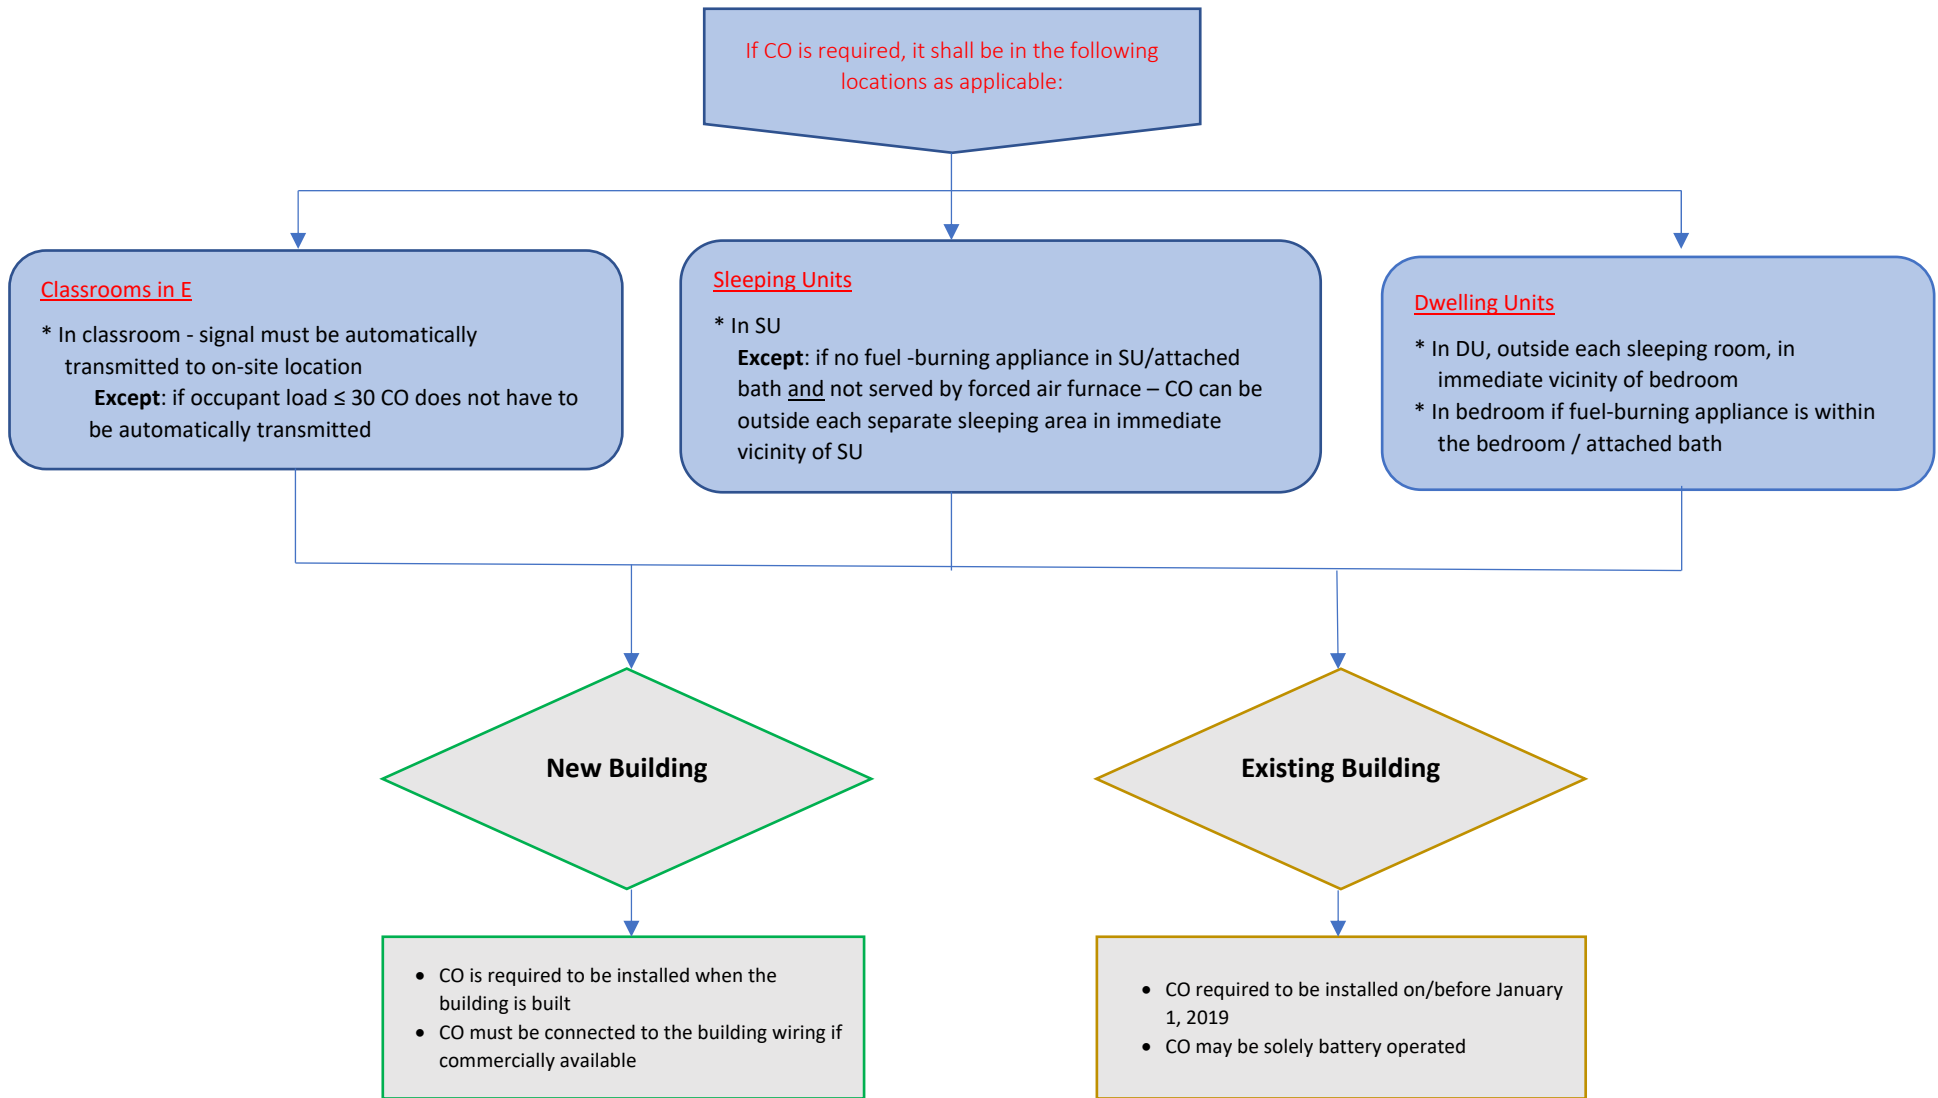 If CO is required, it shall be in the following
locations as applicable:
Classrooms in E
* In classroom - signal must be automatically
transmitted to on-site location
Except: if occupant load ≤ 30 CO does not have to
be automatically transmitted
Sleeping Units
* In SU
Except: if no fuel -burning appliance in SU/attached
bath and not served by forced air furnace – CO can be
outside each separate sleeping area in immediate
vicinity of SU
Dwelling Units
* In DU, outside each sleeping room, in
immediate vicinity of bedroom
* In bedroom if fuel-burning appliance is within
the bedroom / attached bath
New Building
Existing Building
• CO is required to be installed when the
building is built
• CO must be connected to the building wiring if
commercially available
• CO required to be installed on/before January
1, 2019
• CO may be solely battery operated